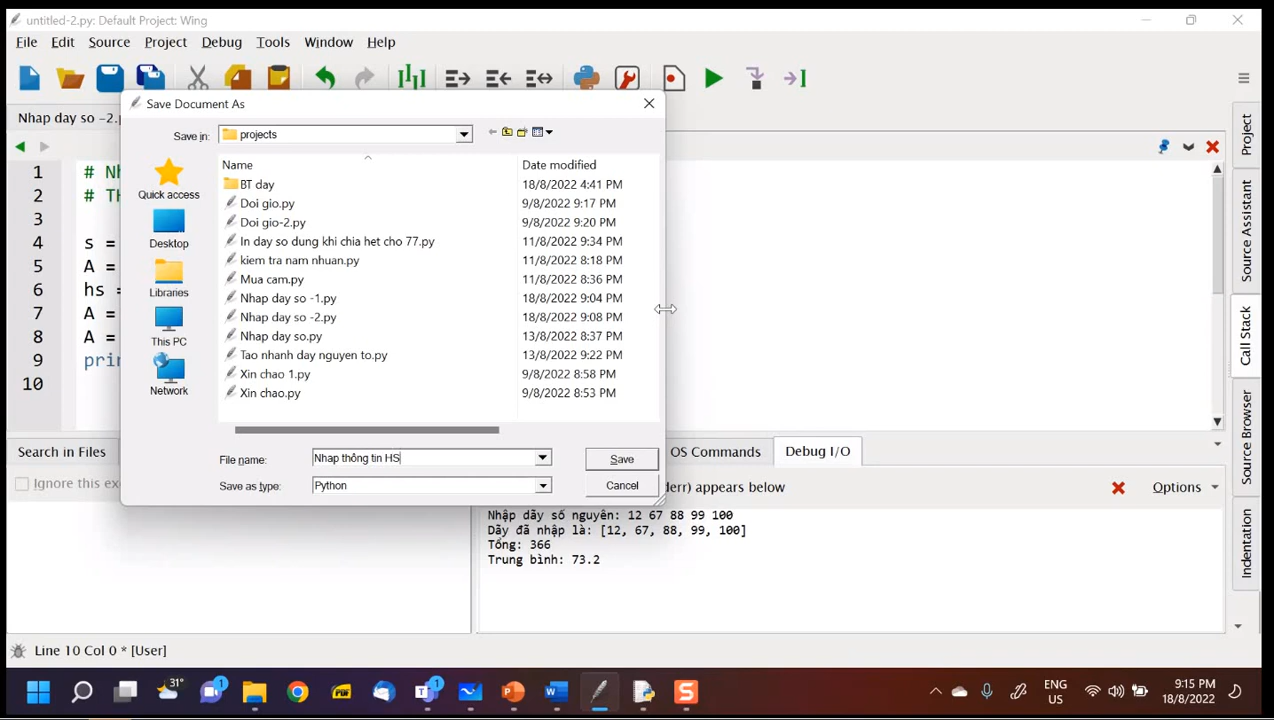 untitled-2.py: Default Project: Wing
File Edit Source Project Debug Tools Window Help
Nhap day so -2.p
Save Document As
Save in: projects
Name Date modified
BT day 18/8/2022 4:41 PM
Doi gio.py 9/8/2022 9:17 PM
Doi gio-2.py 9/8/2022 9:20 PM
In day so dung khi chia het cho 77.py 11/8/2022 9:34 PM
kiem tra nam nhuan.py 11/8/2022 8:18 PM
Mua cam.py 11/8/2022 8:36 PM
Nhap day so -1.py 18/8/2022 9:04 PM
Nhap day so -2.py 18/8/2022 9:08 PM
Nhap day so.py 13/8/2022 8:37 PM
Tao nhanh day nguyen to.py 13/8/2022 9:22 PM
Xin chao 1.py 9/8/2022 8:58 PM
Xin chao.py 9/8/2022 8:53 PM
Quick access
Desktop
Libraries
This PC
Network
File name: Nhap thông tin HS Save
Save as type: Python Cancel
1 # Nh
2 # Th
3
4 s =
5 A =
6 hs =
7 A =
8 A =
9 prin
10
Project
Source Assistant
Call Stack
Source Browser
Indentation
Search in Files
Ignore this ex
OS Commands Debug I/O
err) appears below Options
Nhập dãy số nguyên: 12 67 88 99 100
Dãy đã nhập là: [12, 67, 88, 99, 100]
Tổng: 366
Trung bình: 73.2
Line 10 Col 0 * [User]
31°
1
1
PDF
ENG
US
9:15 PM
18/8/2022